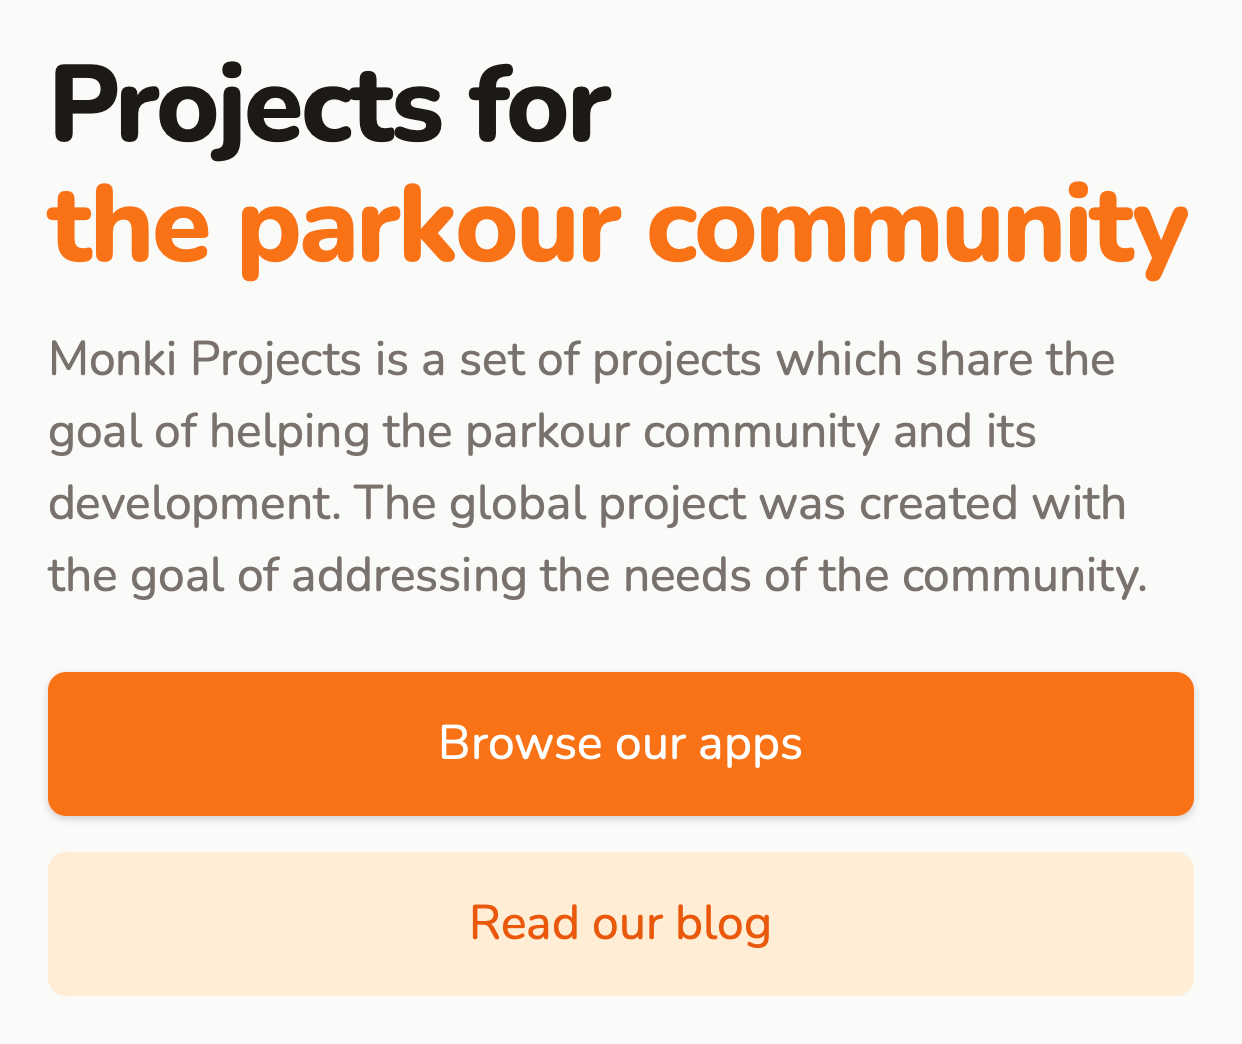 Projects for
the parkour community
Monki Projects is a set of projects which share the
goal of helping the parkour community and its
development. The global project was created with
the goal of addressing the needs of the community.
Browse our apps
Read our blog